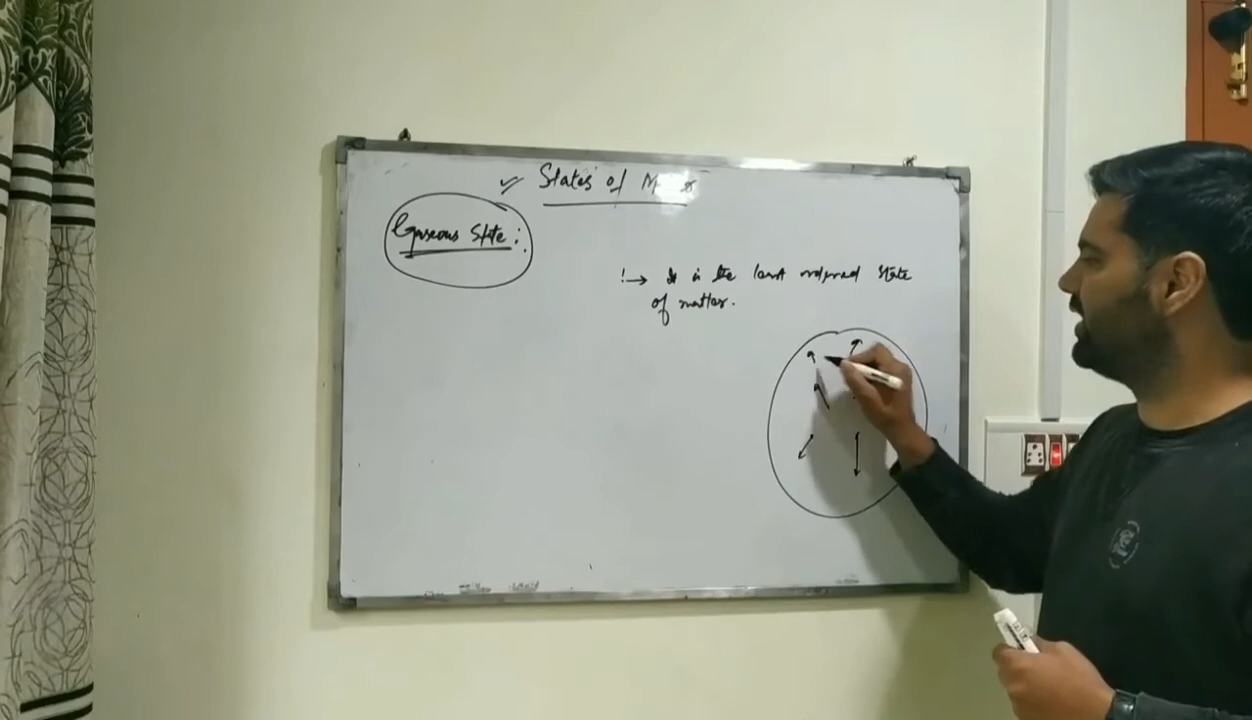 States of
Gaseous State:
!→ It is the least ordered state
of matter.